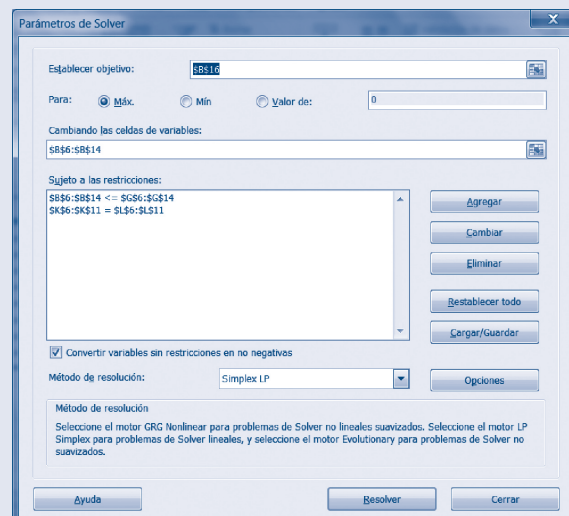 Parámetros de Solver
Establecer objetivo: $B$16
Para: Máx. Mín Valor de: 0
Cambiando las celdas de variables:
$B$6:$B$14
Sujeto a las restricciones:
$B$6:$B$14 <= $G$6:$G$14
$K$6:$K$11 = $L$6:$L$11
Agregar
Cambiar
Eliminar
Restablecer todo
Cargar/Guardar
Convertir variables sin restricciones en no negativas
Método de resolución: Simplex LP Opciones
Método de resolución
Seleccione el motor GRG Nonlinear para problemas de Solver no lineales suavizados. Seleccione el motor LP
Simplex para problemas de Solver lineales, y seleccione el motor Evolutionary para problemas de Solver no
suavizados.
Ayuda Resolver Cerrar